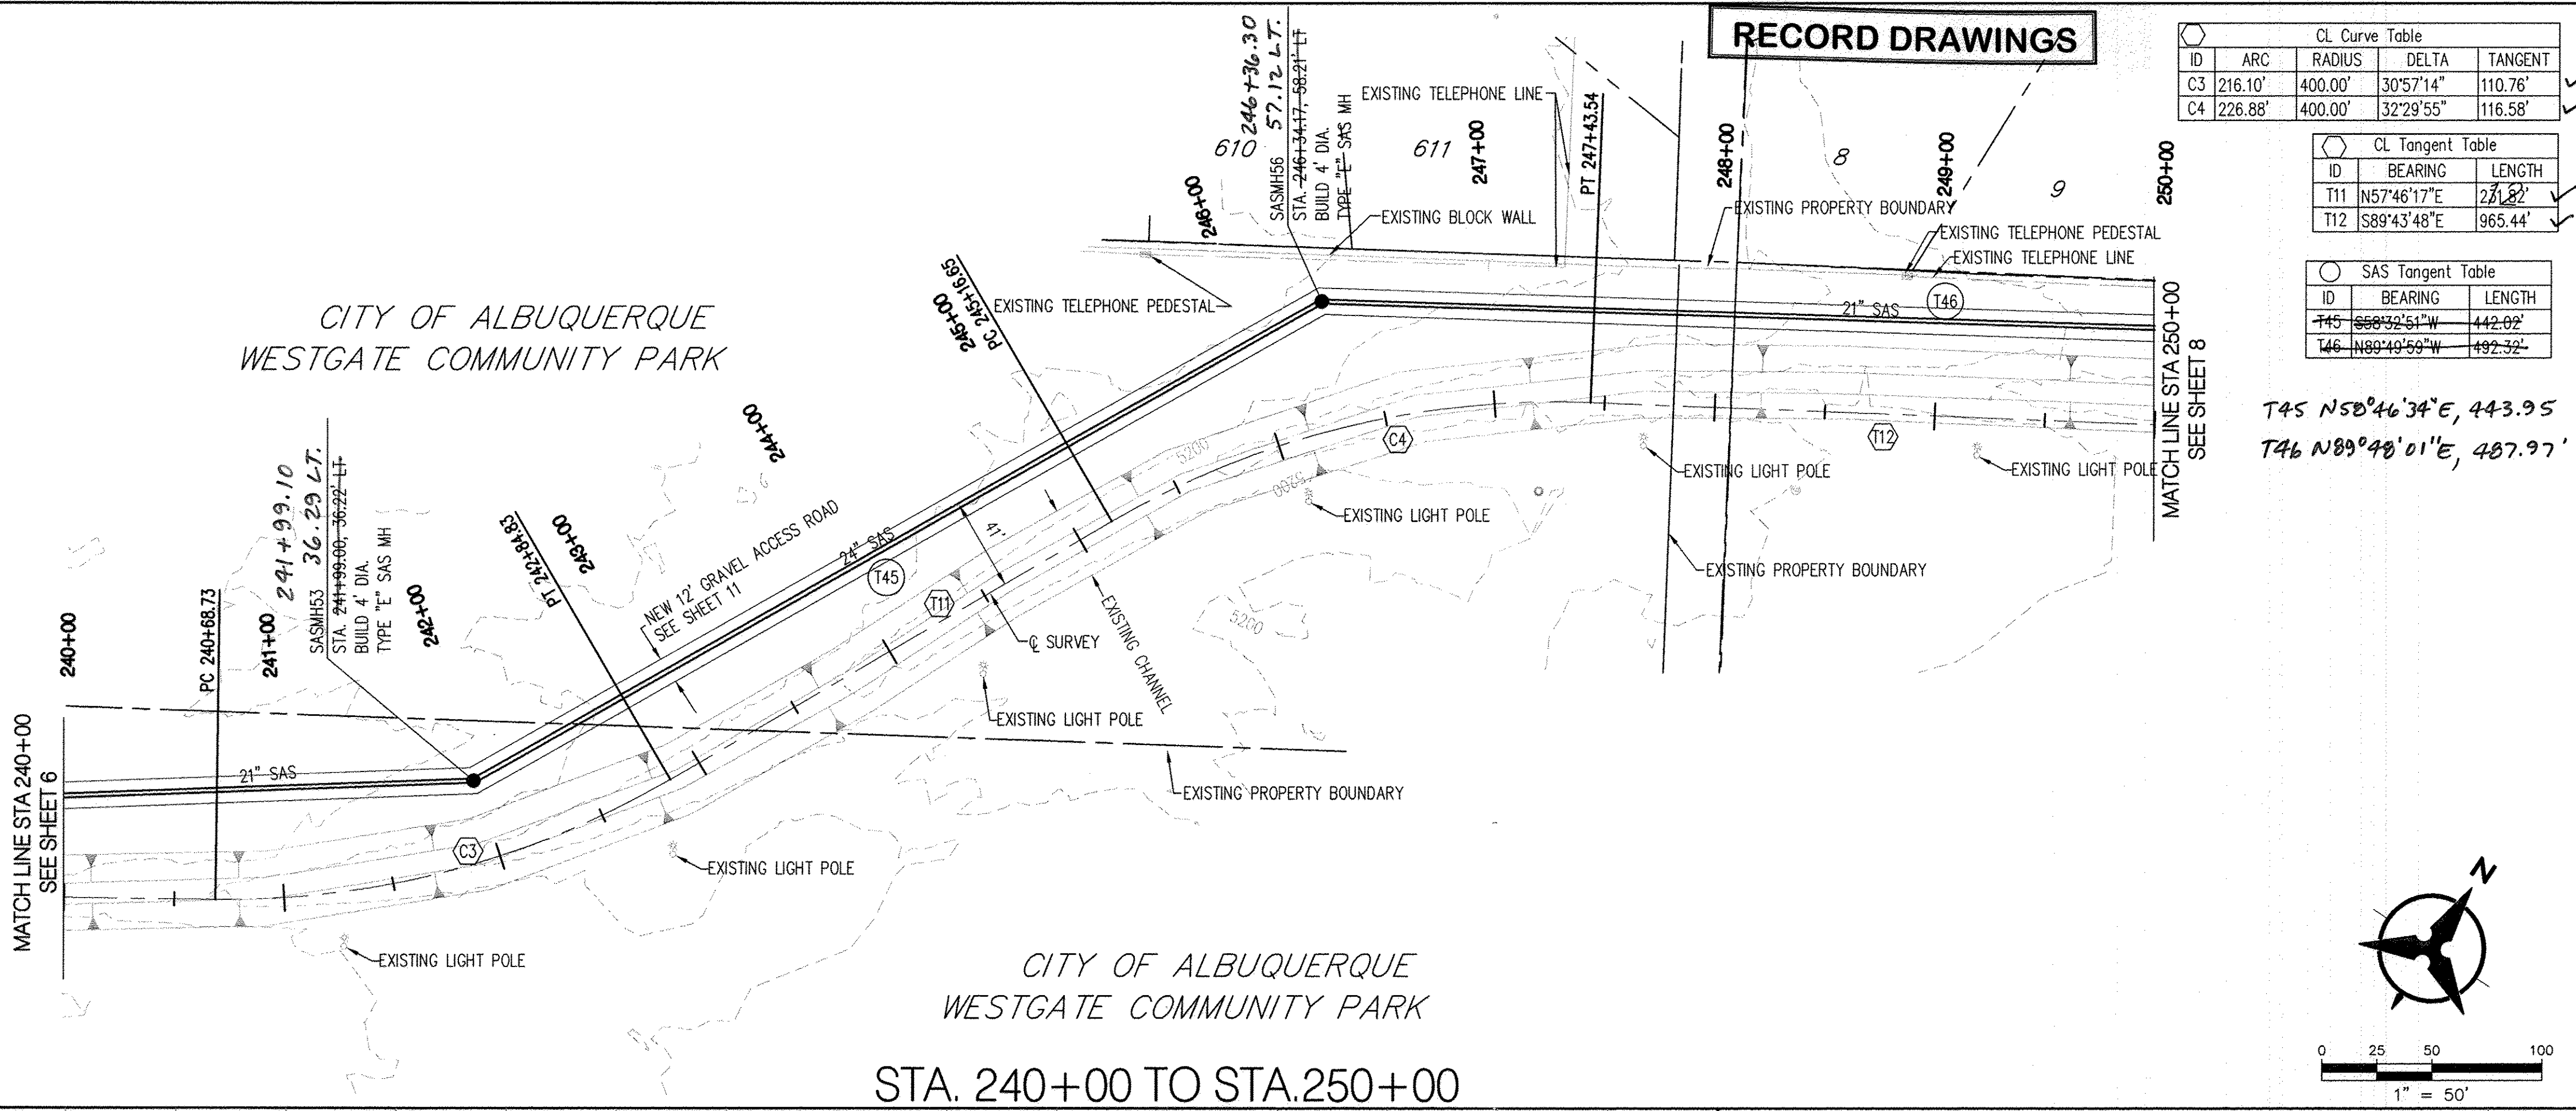 RECORD DRAWINGS
CL Curve Table
ID ARC RADIUS DELTA TANGENT
C3 216.10' 400.00' 30°57'14" 110.76'
C4 226.88' 400.00' 32°29'55" 116.58'
CL Tangent Table
ID BEARING LENGTH
T11 N57°46'17"E
T12 S89°43'48"E 965.44'
SAS Tangent Table
ID BEARING LENGTH
T45 S58°32'51"W 442.02'
T46 N89°49'59"W 492.32'
T45 N58°46'34"E, 443.95
T46 N89°48'01"E, 487.97'
246+36.30
57.12 LT.
SASMH56
STA. 246+34.17, 58.21' LT
BUILD 4' DIA.
TYPE "E" SAS MH
610
611
8
9
EXISTING TELEPHONE LINE
246+00
247+00
PT 247+43.54
248+00
249+00
250+00
EXISTING BLOCK WALL
EXISTING PROPERTY BOUNDARY
EXISTING TELEPHONE PEDESTAL
EXISTING TELEPHONE LINE
EXISTING TELEPHONE PEDESTAL
245+00
PC 245+16.65
21" SAS
T46
MATCH LINE STA 250+00
SEE SHEET 8
CITY OF ALBUQUERQUE
WESTGATE COMMUNITY PARK
244+00
241+99.10
36.29 LT.
SASMH53
STA. 241+99.00, 36.22' LT
BUILD 4' DIA.
TYPE "E" SAS MH
240+00
PC 240+68.73
241+00
242+00
PT 242+84.83
243+00
NEW 12' GRAVEL ACCESS ROAD
SEE SHEET 11
24" SAS
T45
T11
41'
℄ SURVEY
EXISTING CHANNEL
5200
5200
5200
C4
T12
EXISTING LIGHT POLE
EXISTING LIGHT POLE
EXISTING LIGHT POLE
EXISTING PROPERTY BOUNDARY
EXISTING LIGHT POLE
EXISTING PROPERTY BOUNDARY
MATCH LINE STA 240+00
SEE SHEET 6
21" SAS
C3
EXISTING LIGHT POLE
EXISTING LIGHT POLE
CITY OF ALBUQUERQUE
WESTGATE COMMUNITY PARK
STA. 240+00 TO STA.250+00
N
0 25 50 100
1" = 50'